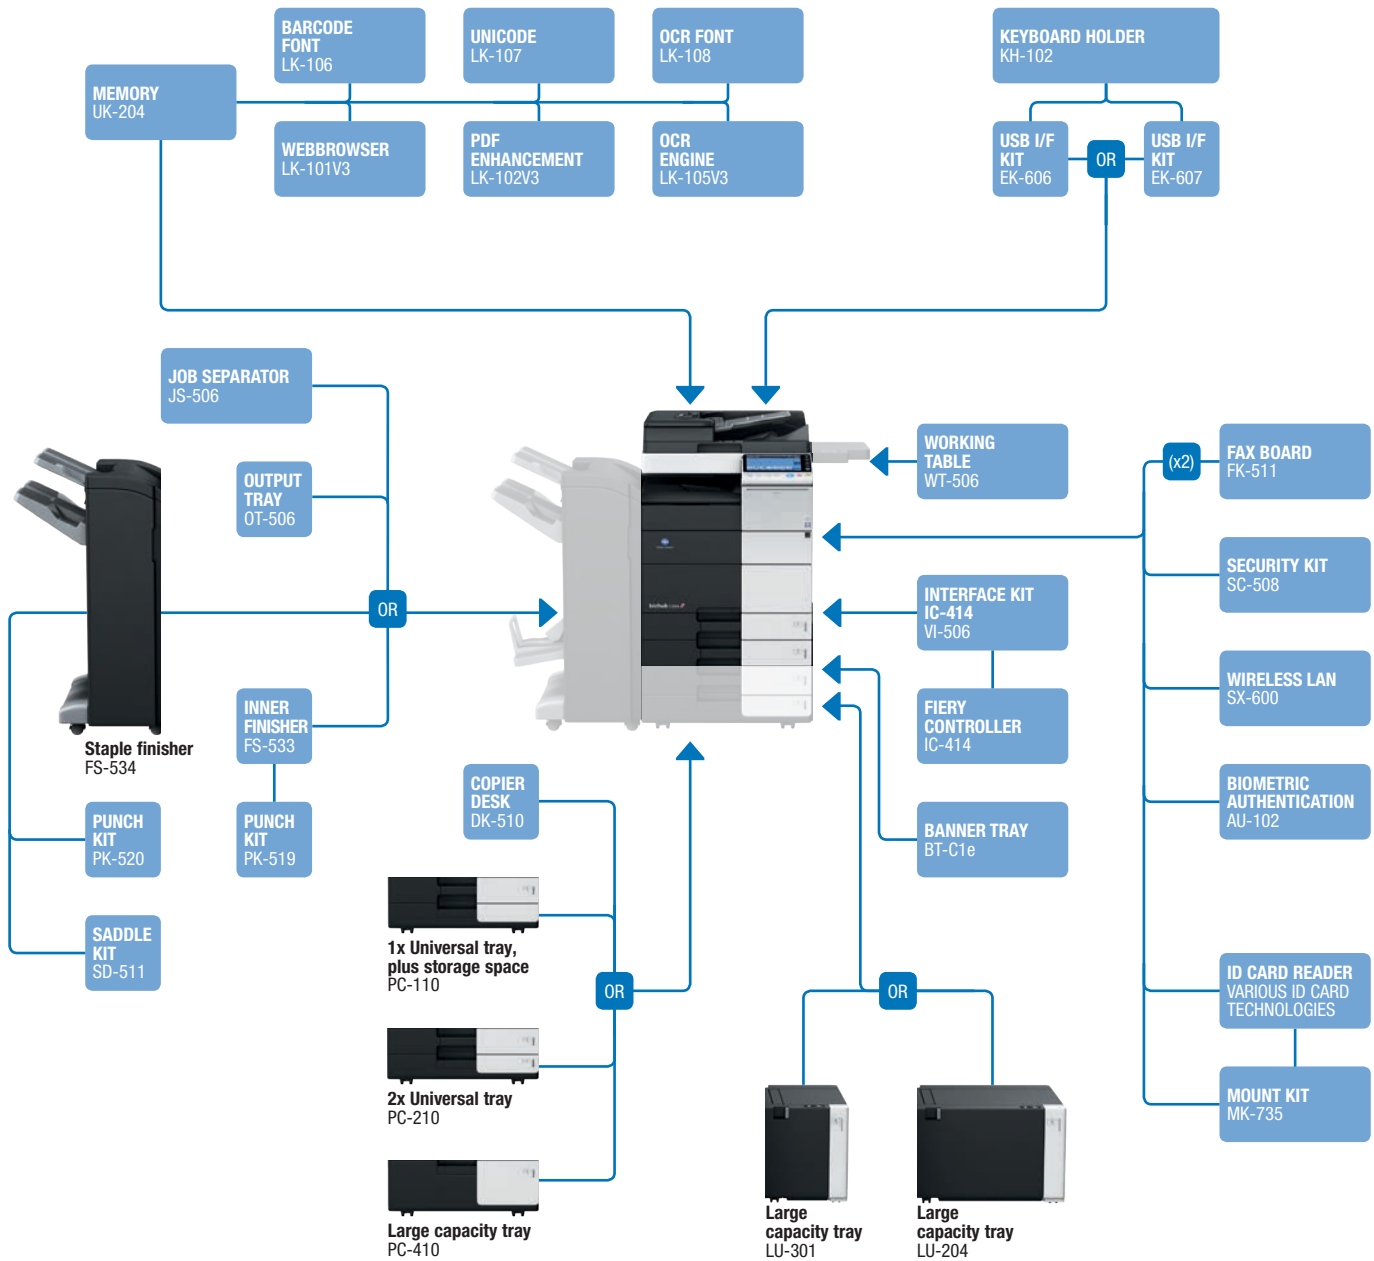 BARCODE
FONT
LK-106
UNICODE
LK-107
OCR FONT
LK-108
KEYBOARD HOLDER
KH-102
MEMORY
UK-204
WEBBROWSER
LK-101V3
PDF
ENHANCEMENT
LK-102V3
OCR
ENGINE
LK-105V3
USB I/F
KIT
EK-606
OR
USB I/F
KIT
EK-607
JOB SEPARATOR
JS-506
OUTPUT
TRAY
OT-506
WORKING
TABLE
WT-506
(x2)
FAX BOARD
FK-511
SECURITY KIT
SC-508
OR
bizhub
INTERFACE KIT
IC-414
VI-506
WIRELESS LAN
SX-600
INNER
FINISHER
FS-533
FIERY
CONTROLLER
IC-414
Staple finisher
FS-534
COPIER
DESK
DK-510
BIOMETRIC
AUTHENTICATION
AU-102
PUNCH
KIT
PK-520
PUNCH
KIT
PK-519
BANNER TRAY
BT-C1e
SADDLE
KIT
SD-511
1x Universal tray,
plus storage space
PC-110
OR
OR
ID CARD READER
VARIOUS ID CARD
TECHNOLOGIES
2x Universal tray
PC-210
MOUNT KIT
MK-735
Large capacity tray
PC-410
Large
capacity tray
LU-301
Large
capacity tray
LU-204